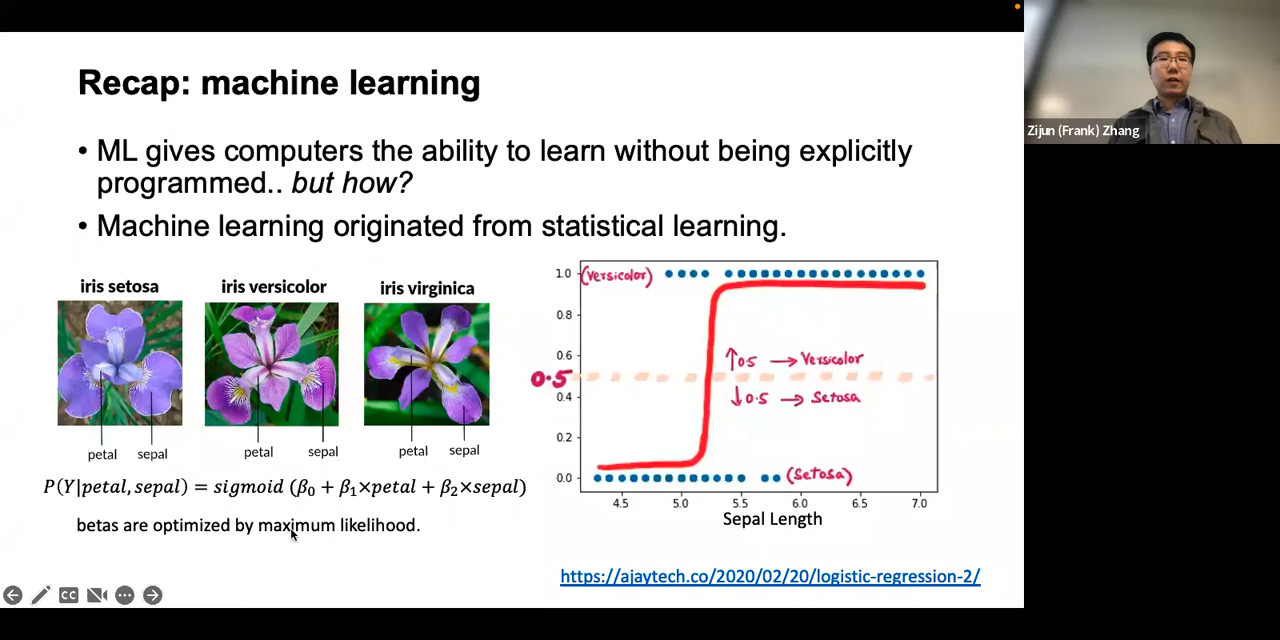 Recap: machine learning
• ML gives computers the ability to learn without being explicitly
programmed.. but how?
• Machine learning originated from statistical learning.
iris setosa
iris versicolor
iris virginica
petal
sepal
petal
sepal
petal
sepal
P(Y|petal, sepal) = sigmoid (β₀ + β₁×petal + β₂×sepal)
betas are optimized by maximum likelihood.
1.0
(Versicolor)
0.8
0.6
↑0.5 → Versicolor
0.5
0.4
↓0.5 → Setosa
0.2
0.0
(Setosa)
4.5
5.0
5.5
6.0
6.5
7.0
Sepal Length
https://ajaytech.co/2020/02/20/logistic-regression-2/
CC
Zijun (Frank) Zhang